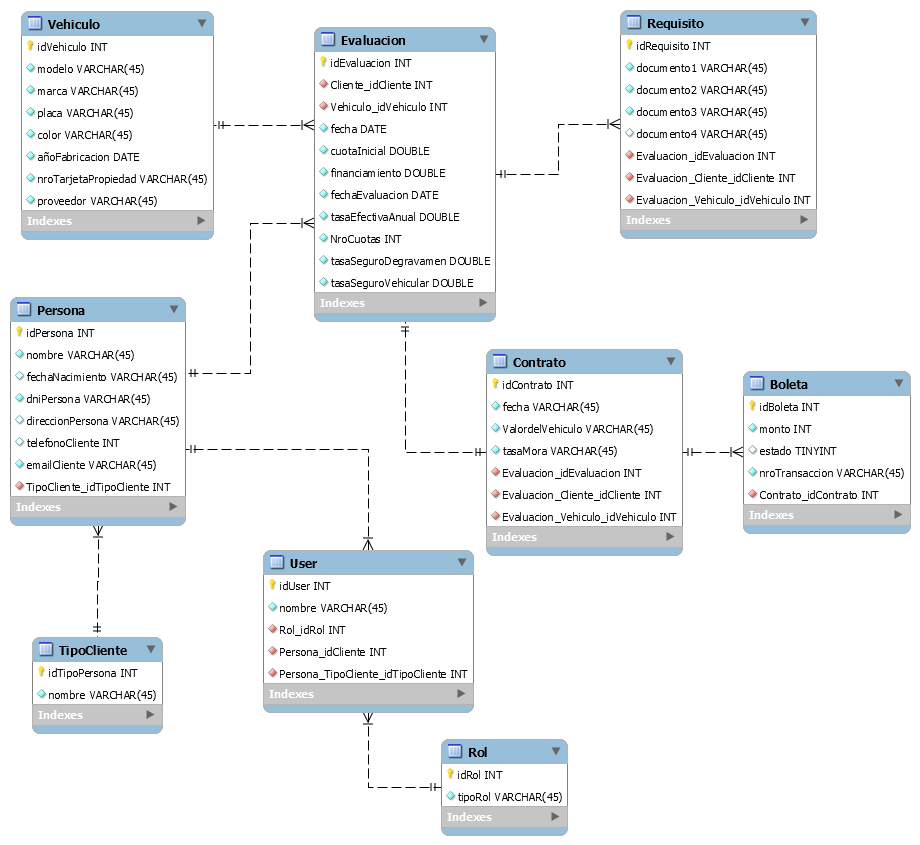 Vehiculo
idVehiculo INT
modelo VARCHAR(45)
marca VARCHAR(45)
placa VARCHAR(45)
color VARCHAR(45)
añoFabricacion DATE
nroTarjetaPropiedad VARCHAR(45)
proveedor VARCHAR(45)
Indexes
Evaluacion
idEvaluacion INT
Cliente_idCliente INT
Vehiculo_idVehiculo INT
fecha DATE
cuotaInicial DOUBLE
financiamiento DOUBLE
fechaEvaluacion DATE
tasaEfectivaAnual DOUBLE
NroCuotas INT
tasaSeguroDegravamen DOUBLE
tasaSeguroVehicular DOUBLE
Indexes
Requisito
idRequisito INT
documento1 VARCHAR(45)
documento2 VARCHAR(45)
documento3 VARCHAR(45)
documento4 VARCHAR(45)
Evaluacion_idEvaluacion INT
Evaluacion_Cliente_idCliente INT
Evaluacion_Vehiculo_idVehiculo INT
Indexes
Persona
idPersona INT
nombre VARCHAR(45)
fechaNacimiento VARCHAR(45)
dniPersona VARCHAR(45)
direccionPersona VARCHAR(45)
telefonoCliente INT
emailCliente VARCHAR(45)
TipoCliente_idTipoCliente INT
Indexes
Contrato
idContrato INT
fecha VARCHAR(45)
ValordelVehiculo VARCHAR(45)
tasaMora VARCHAR(45)
Evaluacion_idEvaluacion INT
Evaluacion_Cliente_idCliente INT
Evaluacion_Vehiculo_idVehiculo INT
Indexes
Boleta
idBoleta INT
monto INT
estado TINYINT
nroTransaccion VARCHAR(45)
Contrato_idContrato INT
Indexes
User
idUser INT
nombre VARCHAR(45)
Rol_idRol INT
Persona_idCliente INT
Persona_TipoCliente_idTipoCliente INT
Indexes
TipoCliente
idTipoPersona INT
nombre VARCHAR(45)
Indexes
Rol
idRol INT
tipoRol VARCHAR(45)
Indexes